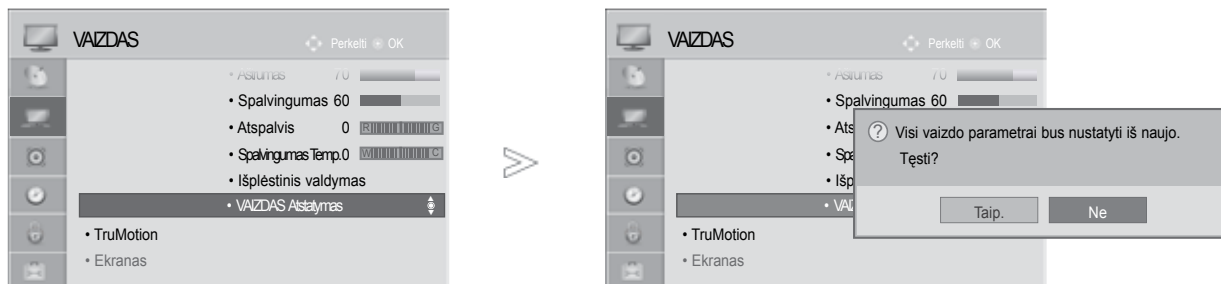 VAIZDAS
Perkelti OK
• Aštrumas 70
• Spalvingumas 60
• Atspalvis 0 R G
• Spalvingumas Temp. 0 W C
• Išplėstinis valdymas
• VAIZDAS Atstatymas
• TruMotion
• Ekranas
VAIZDAS
Perkelti OK
• Aštrumas 70
• Spalvingumas 60
• Ats
• Spa
• Išp
• VAI
• TruMotion
• Ekranas
? Visi vaizdo parametrai bus nustatyti iš naujo.
Tęsti?
Taip.
Ne